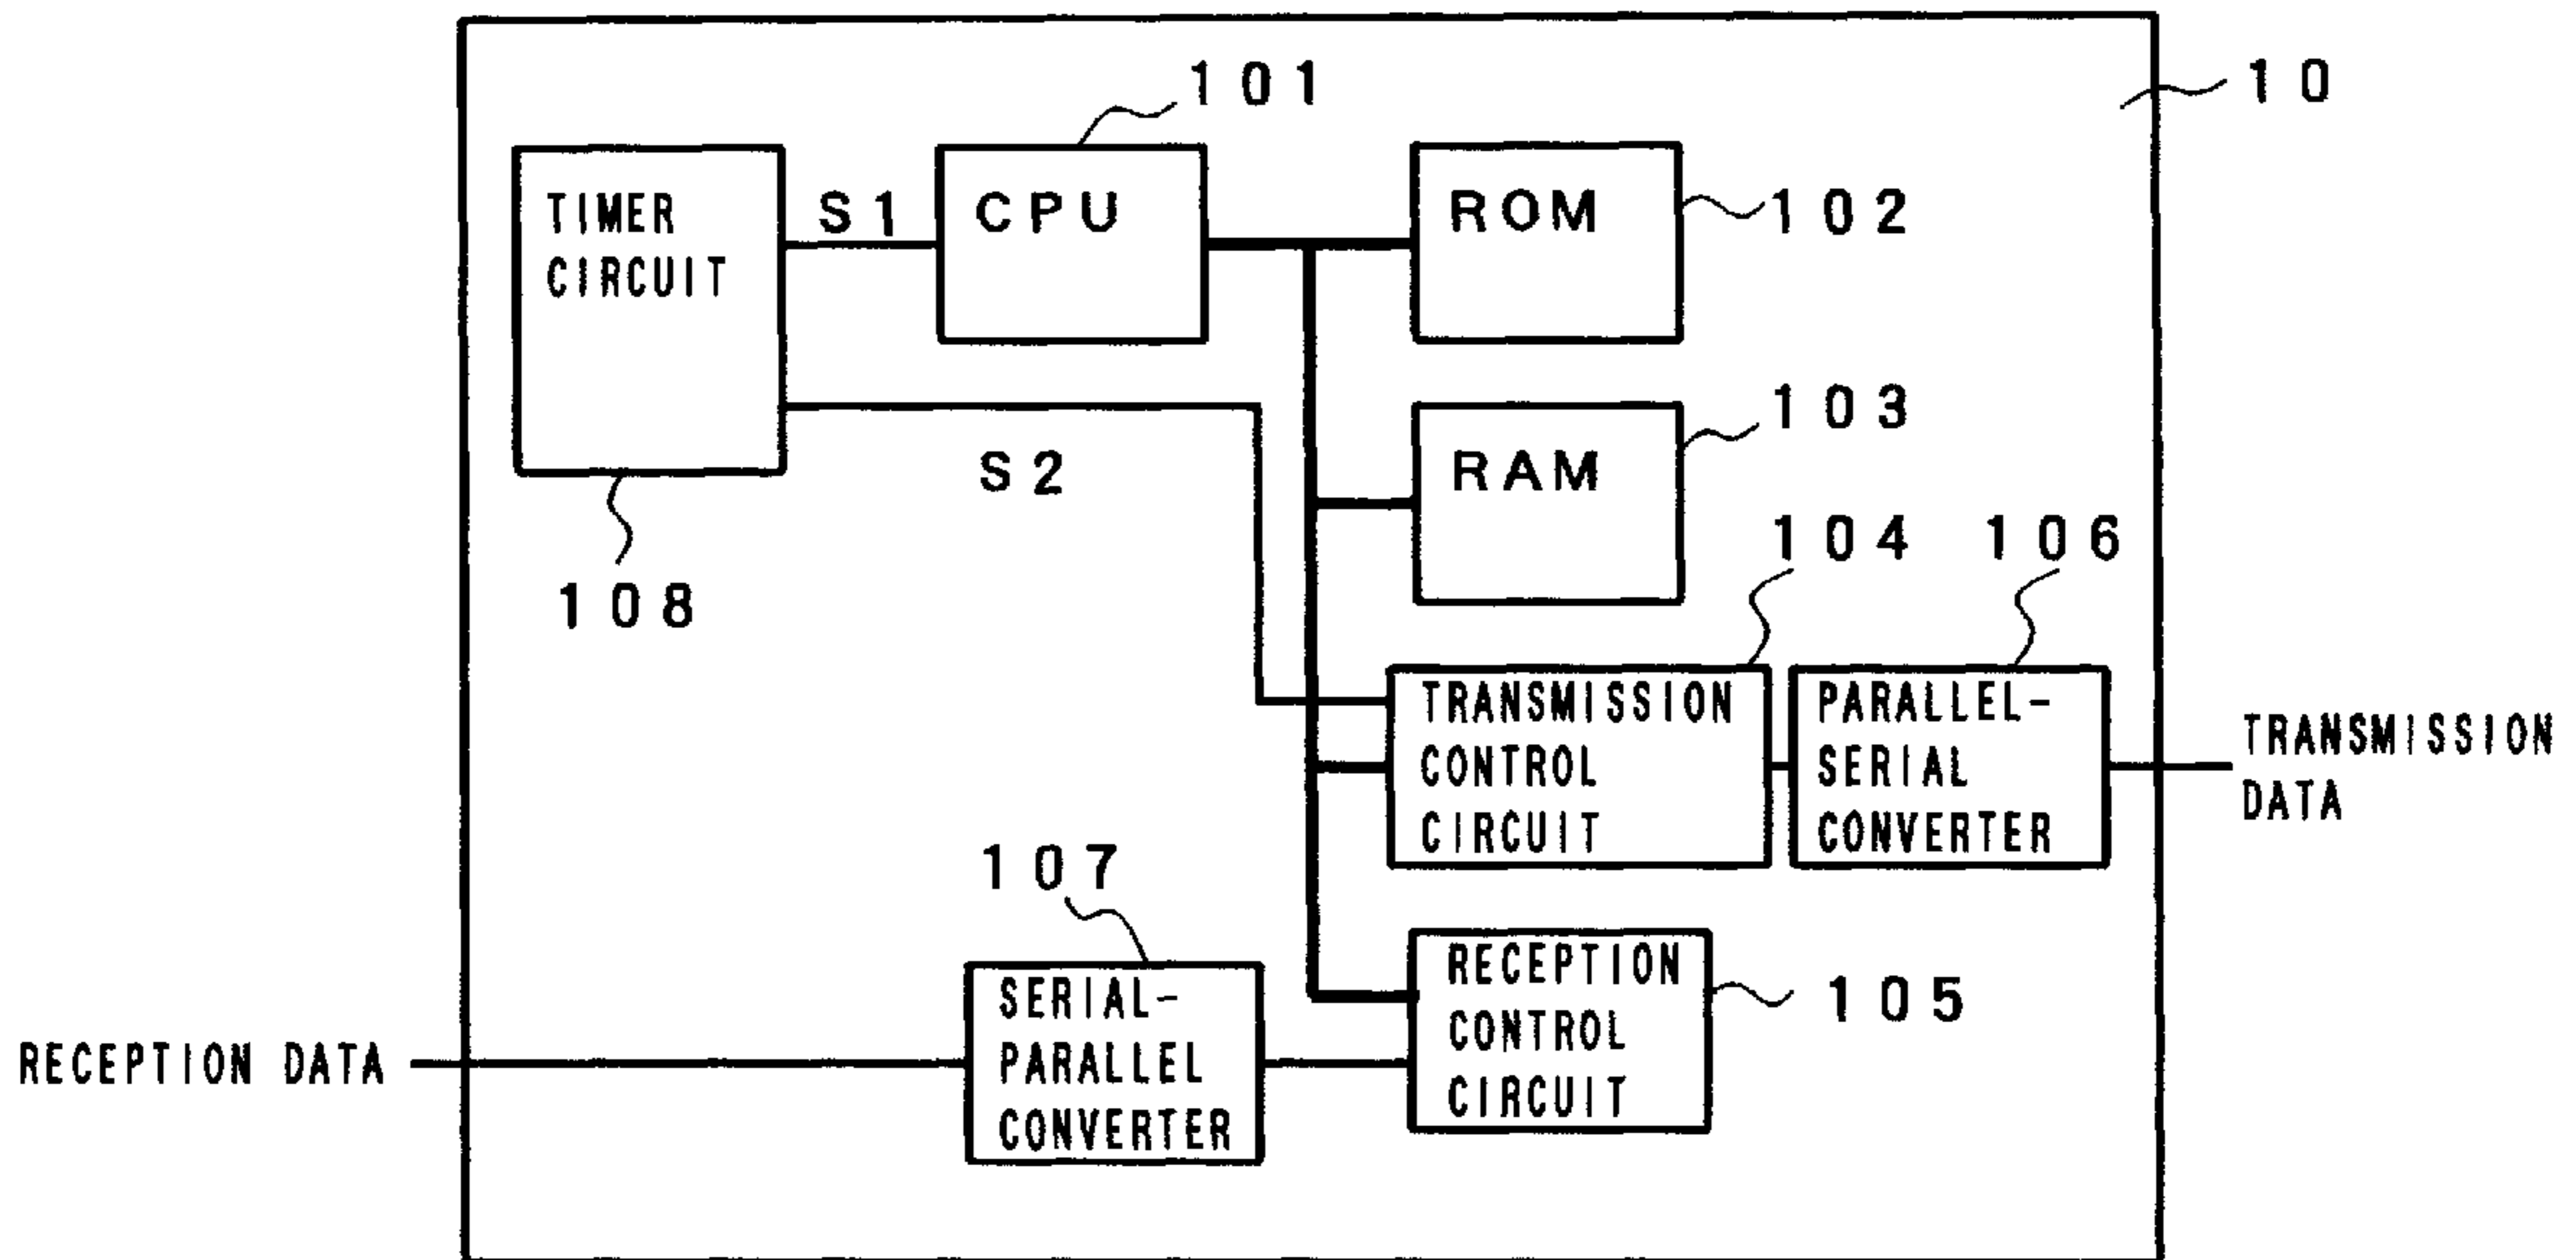 101
10
TIMER
CIRCUIT
S1
CPU
ROM
102
S2
RAM
103
108
104
106
TRANSMISSION
CONTROL
CIRCUIT
PARALLEL-
SERIAL
CONVERTER
TRANSMISSION
DATA
107
SERIAL-
PARALLEL
CONVERTER
RECEPTION
CONTROL
CIRCUIT
105
RECEPTION DATA